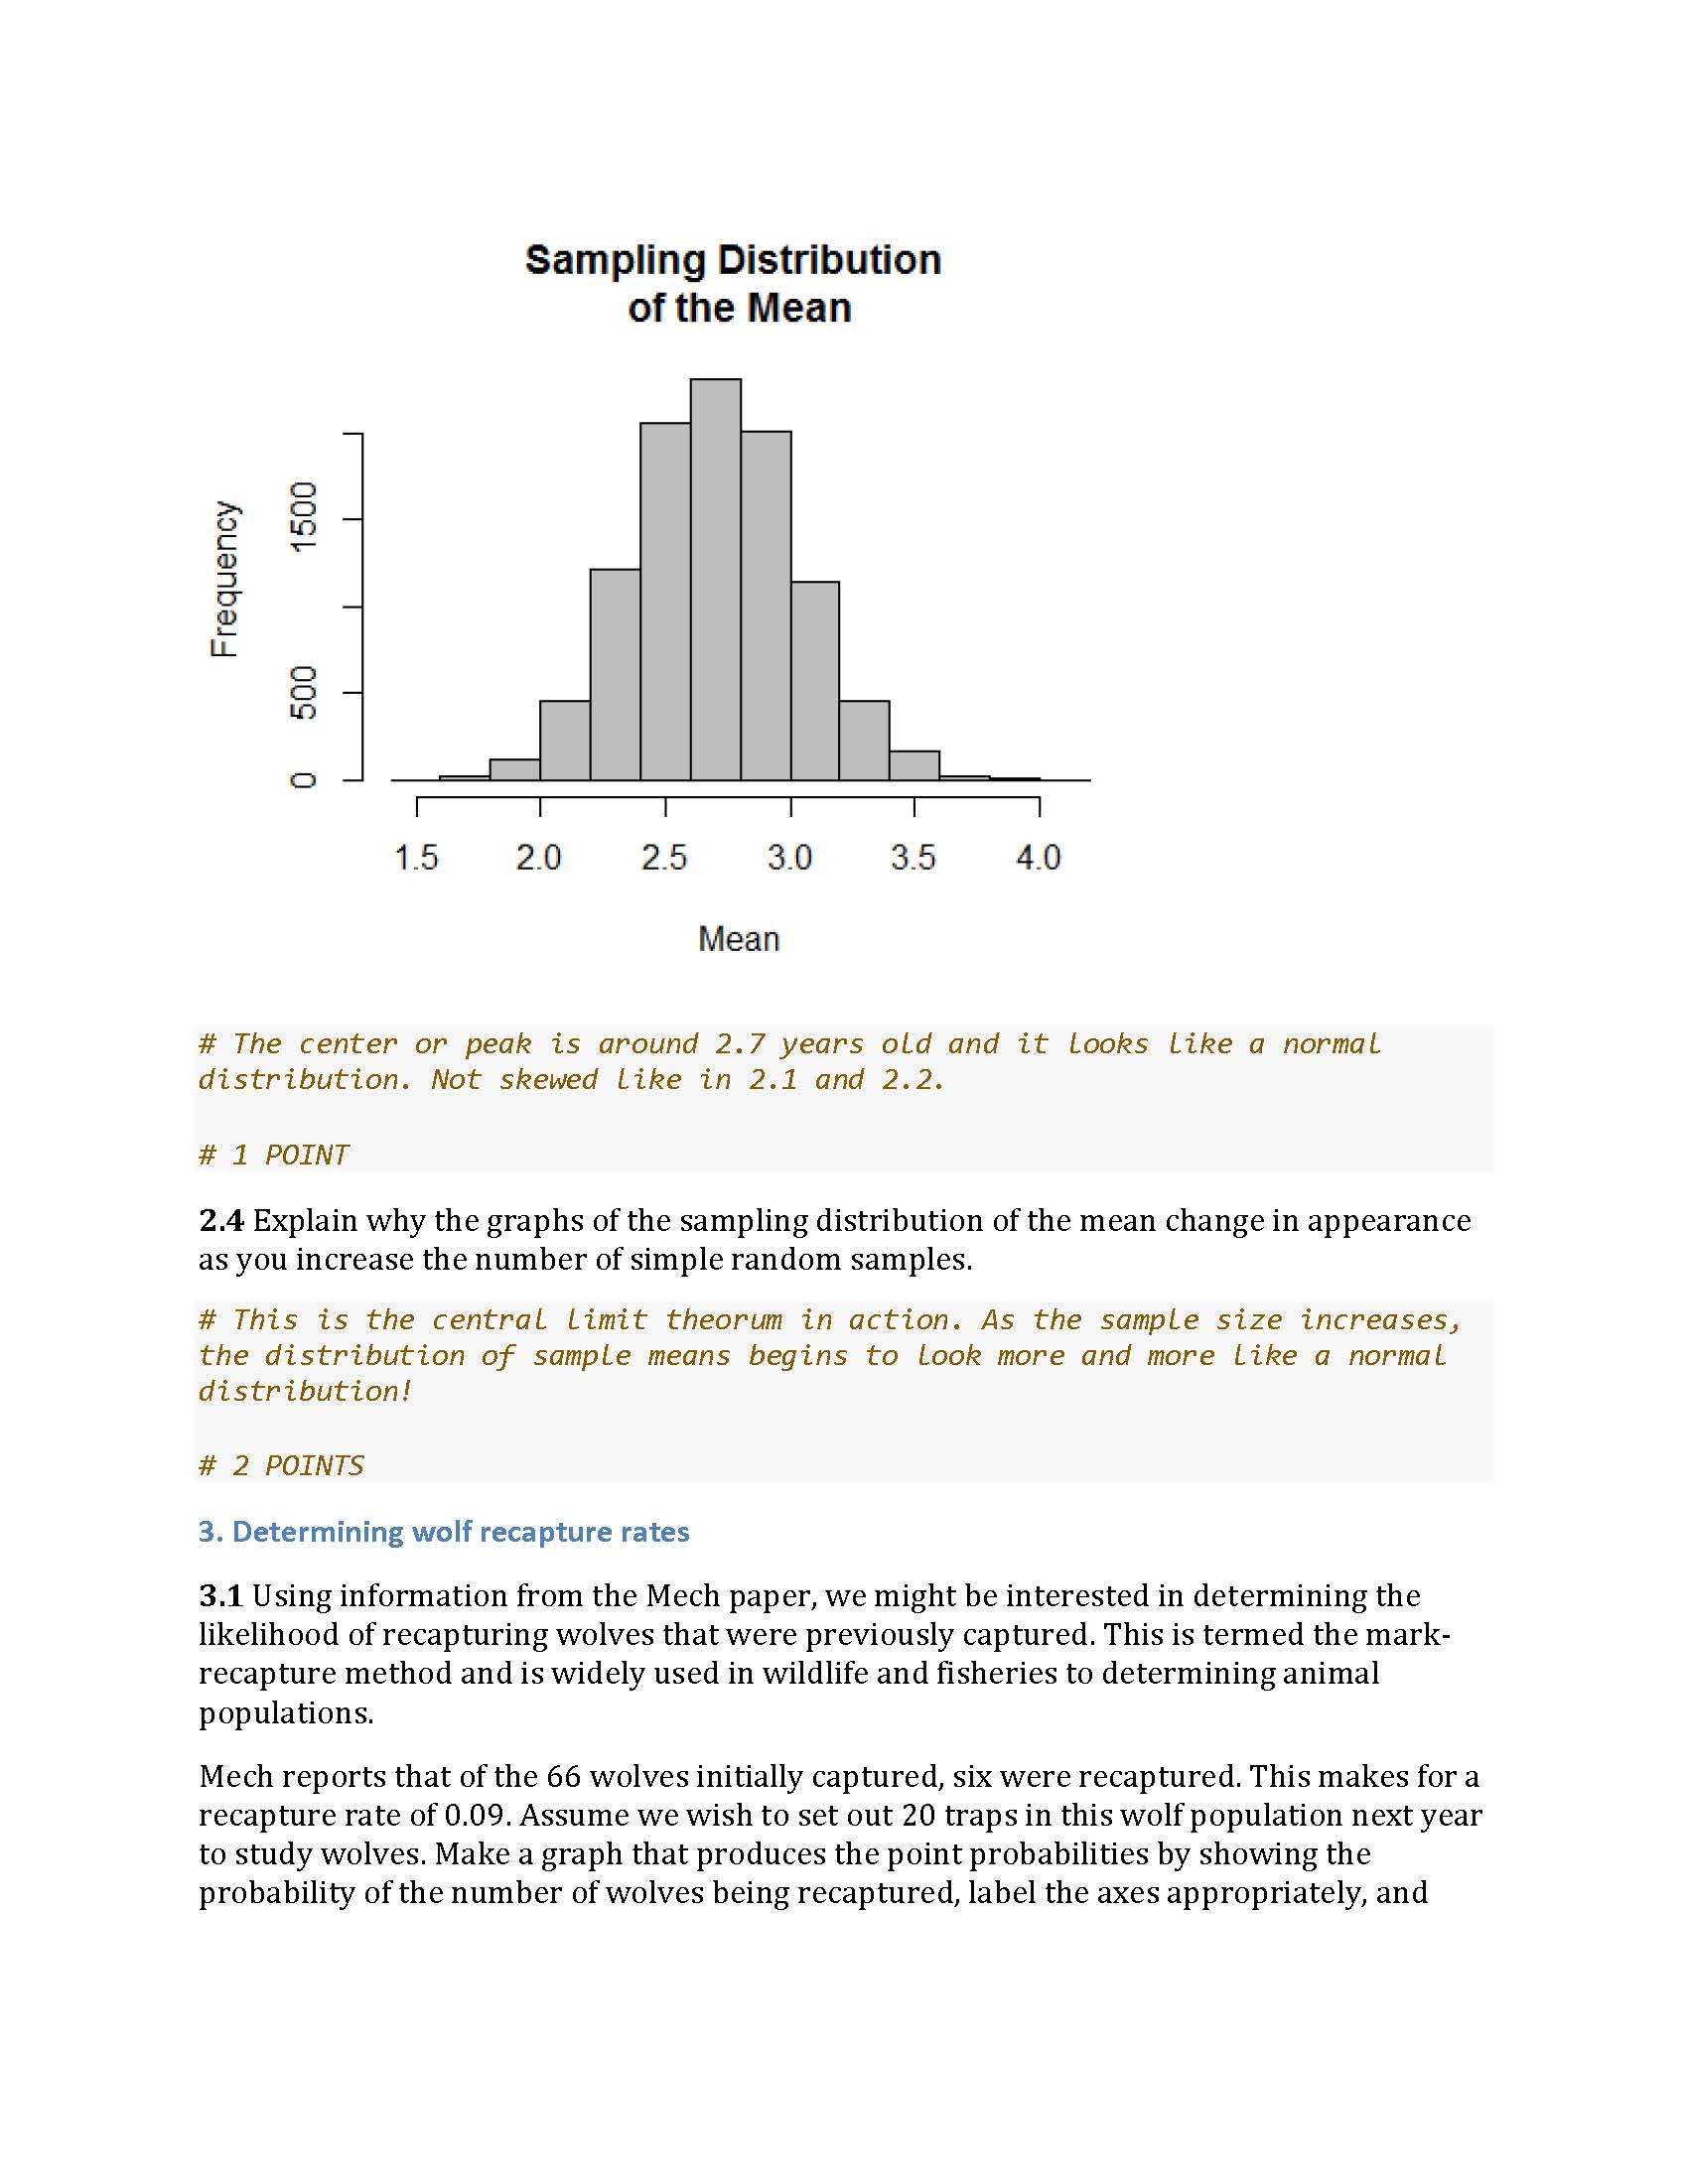 Sampling Distribution
of the Mean
Frequency
1500
500
0
1.5 2.0 2.5 3.0 3.5 4.0
Mean
# The center or peak is around 2.7 years old and it looks like a normal
distribution. Not skewed like in 2.1 and 2.2.
# 1 POINT
2.4 Explain why the graphs of the sampling distribution of the mean change in appearance
as you increase the number of simple random samples.
# This is the central limit theorum in action. As the sample size increases,
the distribution of sample means begins to look more and more like a normal
distribution!
# 2 POINTS
3. Determining wolf recapture rates
3.1 Using information from the Mech paper, we might be interested in determining the
likelihood of recapturing wolves that were previously captured. This is termed the mark-
recapture method and is widely used in wildlife and fisheries to determining animal
populations.
Mech reports that of the 66 wolves initially captured, six were recaptured. This makes for a
recapture rate of 0.09. Assume we wish to set out 20 traps in this wolf population next year
to study wolves. Make a graph that produces the point probabilities by showing the
probability of the number of wolves being recaptured, label the axes appropriately, and